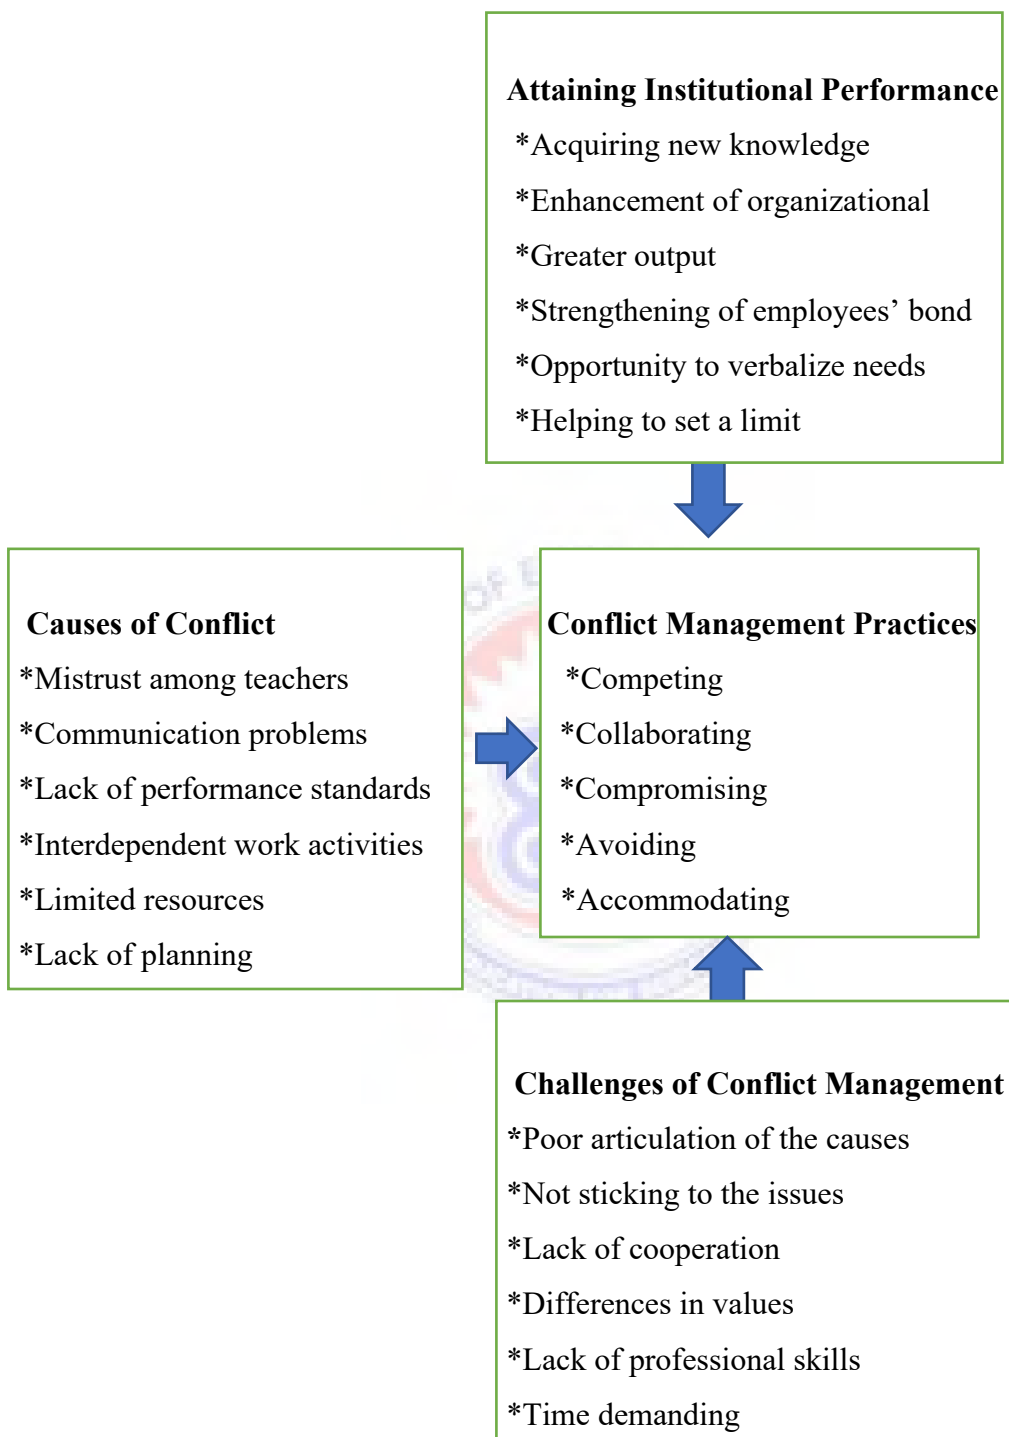 Attaining Institutional Performance
*Acquiring new knowledge
*Enhancement of organizational
*Greater output
*Strengthening of employees’ bond
*Opportunity to verbalize needs
*Helping to set a limit
Causes of Conflict
*Mistrust among teachers
*Communication problems
*Lack of performance standards
*Interdependent work activities
*Limited resources
*Lack of planning
Conflict Management Practices
*Competing
*Collaborating
*Compromising
*Avoiding
*Accommodating
Challenges of Conflict Management
*Poor articulation of the causes
*Not sticking to the issues
*Lack of cooperation
*Differences in values
*Lack of professional skills
*Time demanding